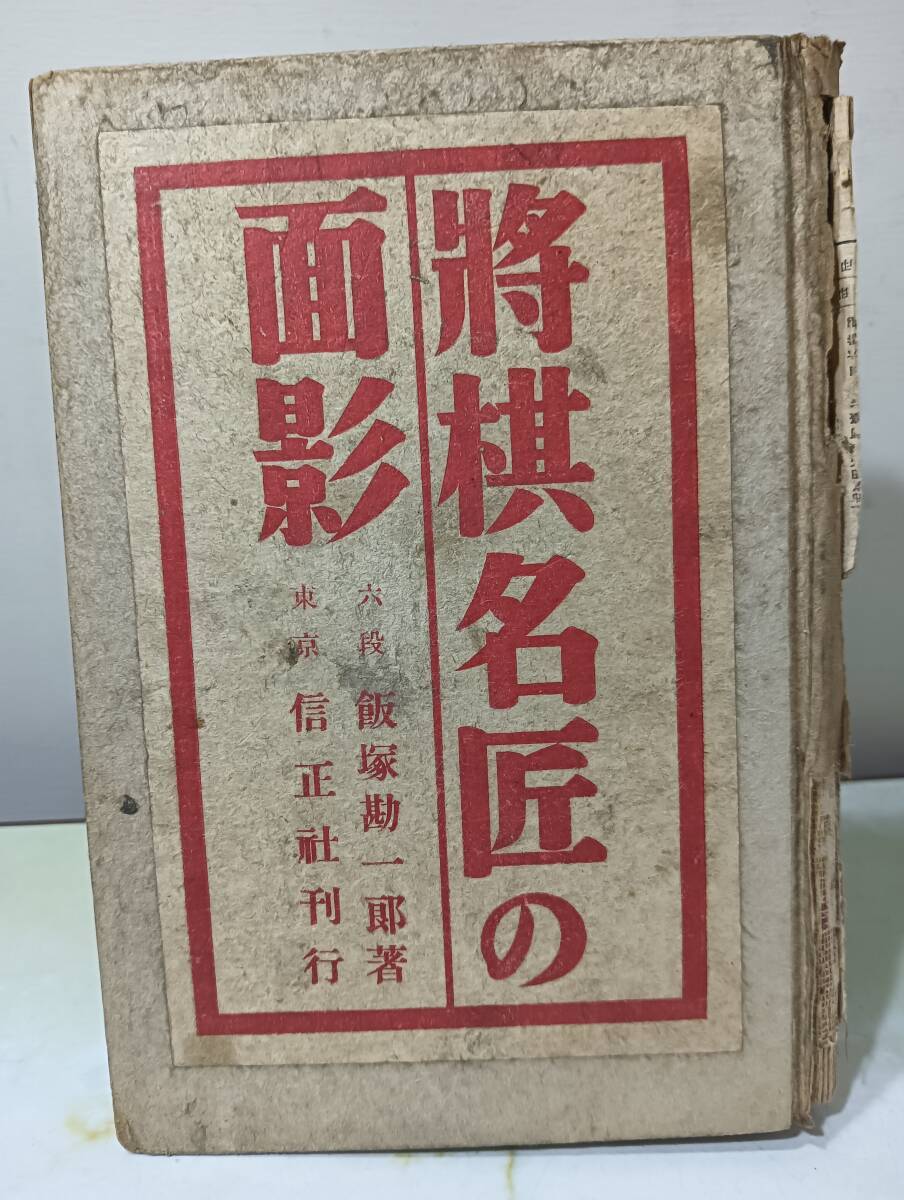 將棋名匠の
面影
六段 飯塚勘一郎著
東京 信正社刊行